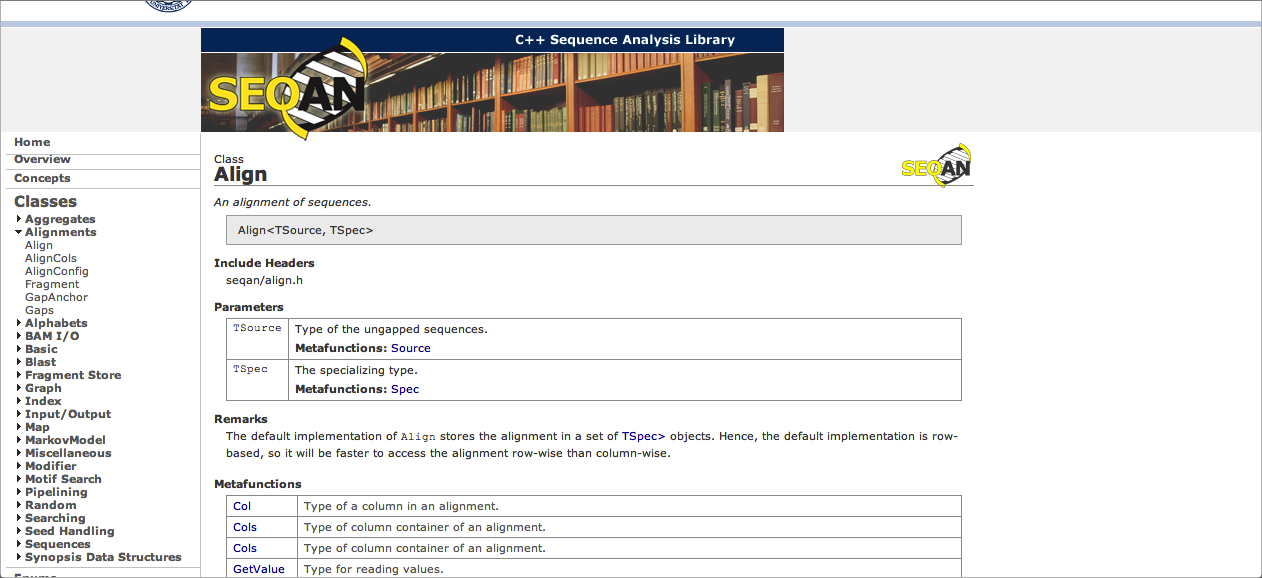 UNIVERSITÄT
C++ Sequence Analysis Library
SEQAN
Home
Overview
Concepts
Classes
Aggregates
Alignments
Align
AlignCols
AlignConfig
Fragment
GapAnchor
Gaps
Alphabets
BAM I/O
Basic
Blast
Fragment Store
Graph
Index
Input/Output
Map
MarkovModel
Miscellaneous
Modifier
Motif Search
Pipelining
Random
Searching
Seed Handling
Sequences
Synopsis Data Structures
Class
Align
SEQAN
An alignment of sequences.
Align<TSource, TSpec>
Include Headers
seqan/align.h
Parameters
TSource Type of the ungapped sequences.
Metafunctions: Source
TSpec The specializing type.
Metafunctions: Spec
Remarks
The default implementation of Align stores the alignment in a set of TSpec> objects. Hence, the default implementation is row-
based, so it will be faster to access the alignment row-wise than column-wise.
Metafunctions
Col Type of a column in an alignment.
Cols Type of column container of an alignment.
Cols Type of column container of an alignment.
GetValue Type for reading values.